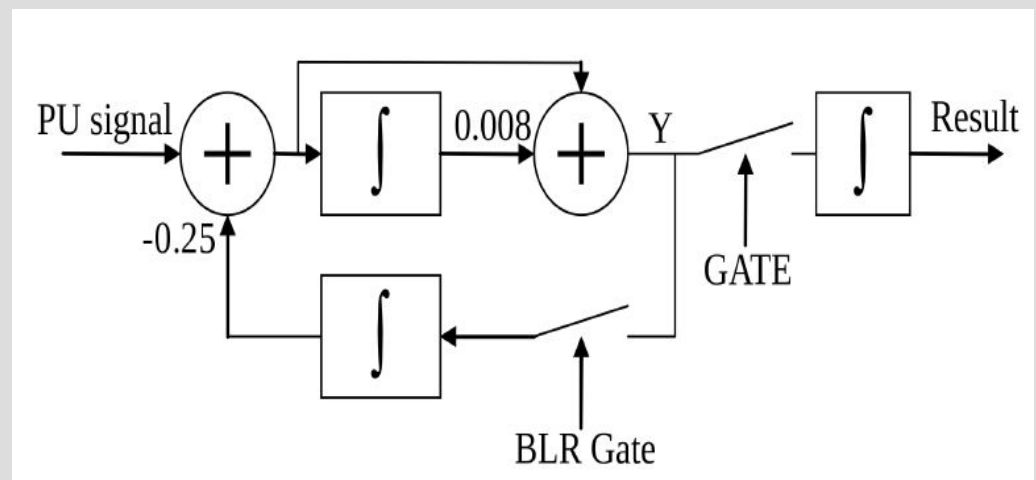 PU signal
0.008
Y
Result
-0.25
GATE
BLR Gate